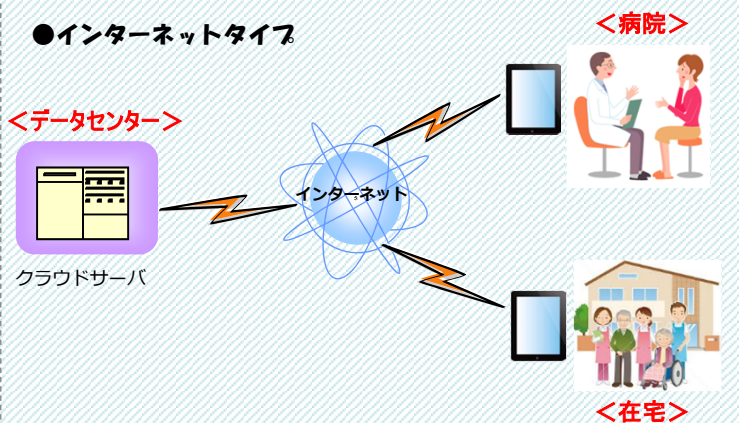 ●インターネットタイプ
＜病院＞
＜データセンター＞
インターネット
クラウドサーバ
＜在宅＞